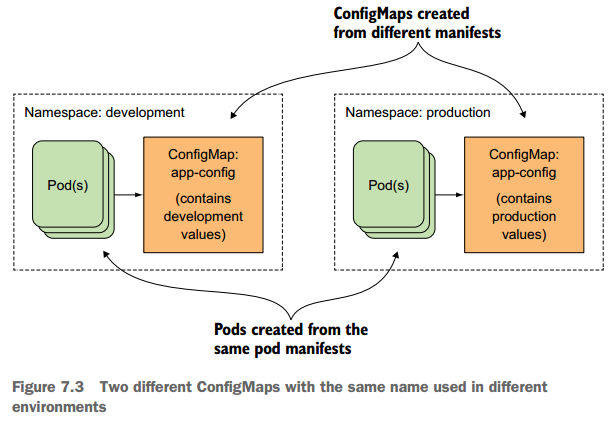 ConfigMaps created
from different manifests
Namespace: development
Pod(s)
ConfigMap:
app-config
(contains
development
values)
Namespace: production
Pod(s)
ConfigMap:
app-config
(contains
production
values)
Pods created from the
same pod manifests
Figure 7.3 Two different ConfigMaps with the same name used in different
environments